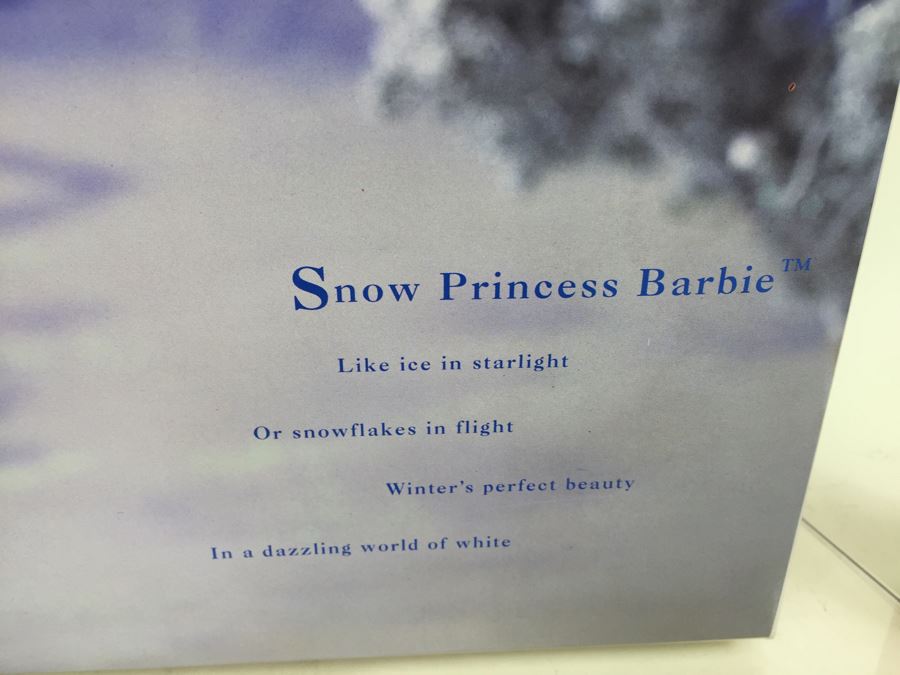 Snow Princess Barbie™
Like ice in starlight
Or snowflakes in flight
Winter's perfect beauty
In a dazzling world of white